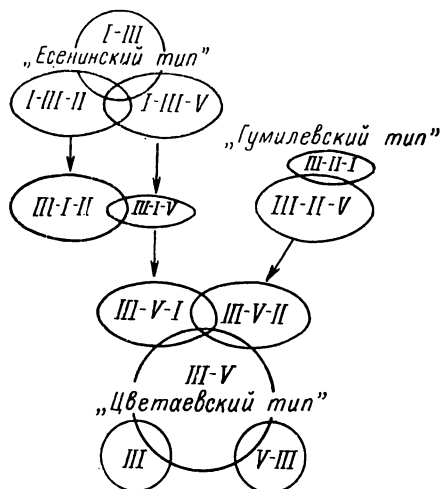 I-III
„Есенинский тип"
I-III-II I-III-V
„Гумилевский тип"
III-II-I
III-I-II III-I-V III-II-V
III-V-I III-V-II
III-V
„Цветаевский тип"
III V-III